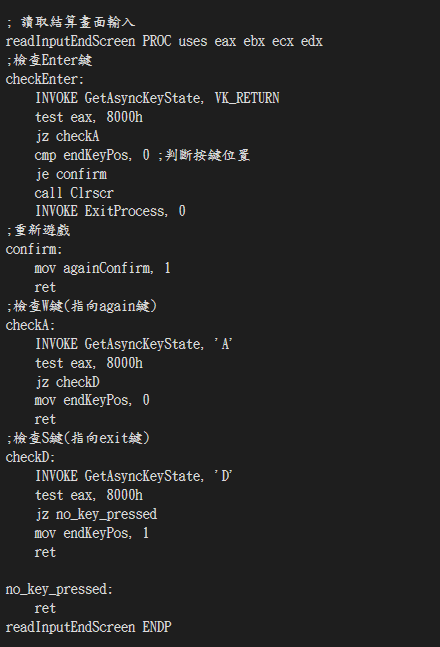 ; 讀取結算畫面輸入
readInputEndScreen PROC uses eax ebx ecx edx
;檢查Enter鍵
checkEnter:
    INVOKE GetAsyncKeyState, VK_RETURN
    test eax, 8000h
    jz checkA
    cmp endKeyPos, 0 ;判斷按鍵位置
    je confirm
    call Clrscr
    INVOKE ExitProcess, 0
;重新遊戲
confirm:
    mov againConfirm, 1
    ret
;檢查W鍵(指向again鍵)
checkA:
    INVOKE GetAsyncKeyState, 'A'
    test eax, 8000h
    jz checkD
    mov endKeyPos, 0
    ret
;檢查S鍵(指向exit鍵)
checkD:
    INVOKE GetAsyncKeyState, 'D'
    test eax, 8000h
    jz no_key_pressed
    mov endKeyPos, 1
    ret

no_key_pressed:
    ret
readInputEndScreen ENDP